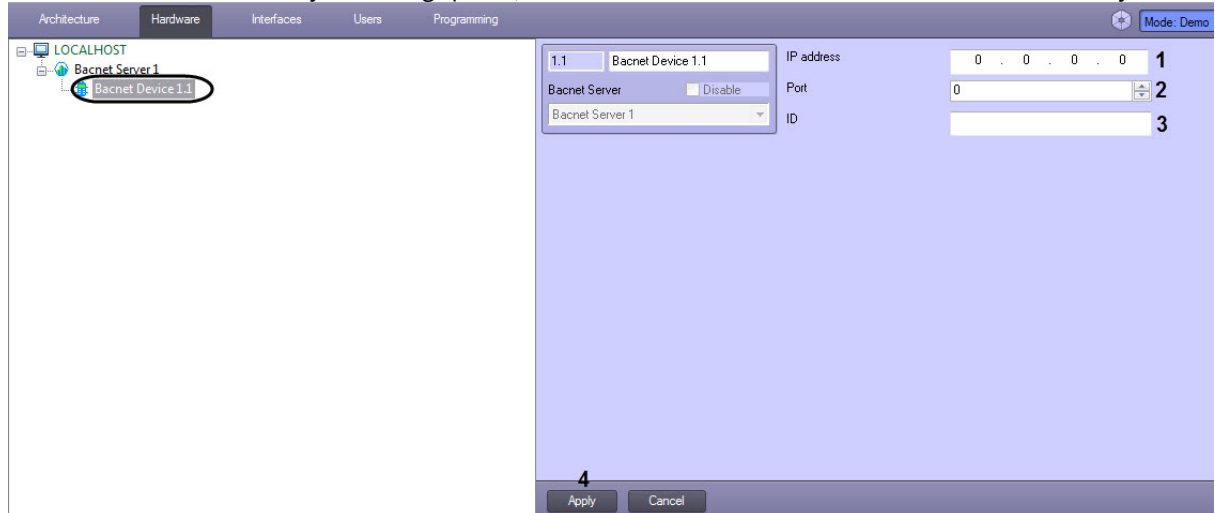 Architecture Hardware Interfaces Users Programming Mode: Demo
LOCALHOST
Bacnet Server 1
Bacnet Device 1.1
1.1 Bacnet Device 1.1
Bacnet Server Disable
Bacnet Server 1
IP address 0 . 0 . 0 . 0 1
Port 0 2
ID 3
4
Apply Cancel